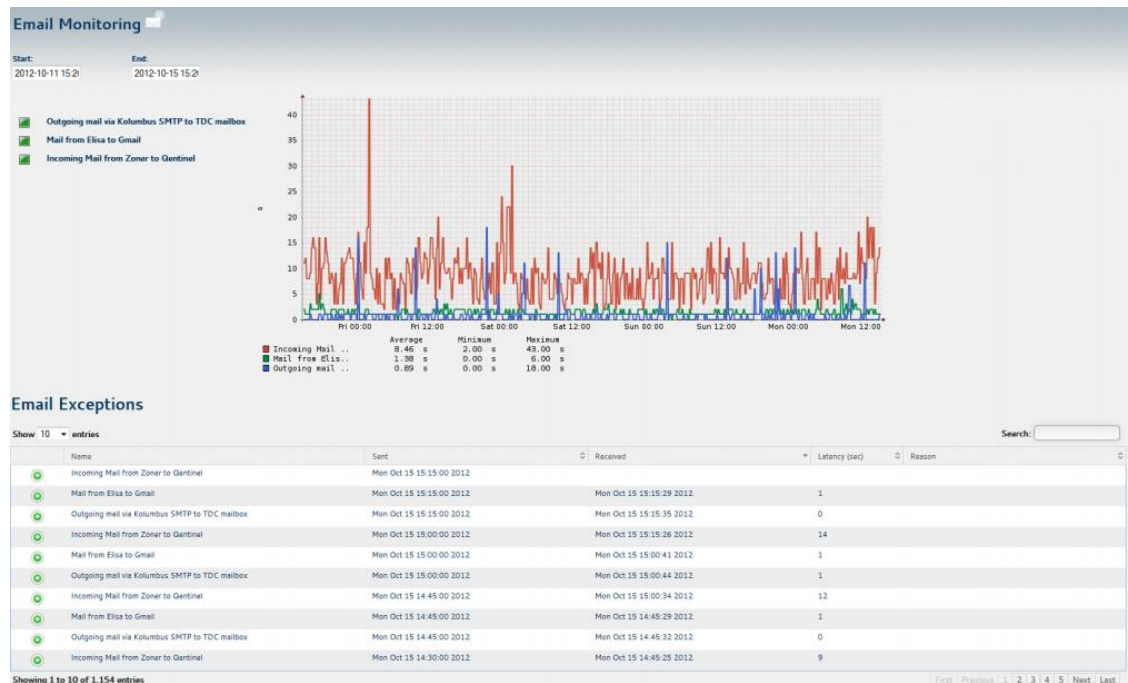 Email Monitoring
Start: End:
2012-10-11 15:20 2012-10-15 15:20
Outgoing mail via Kolumbus SMTP to TDC mailbox
Mail from Elisa to Gmail
Incoming Mail from Zoner to Qentinel
40
35
30
25
20
15
10
5
0
s
Fri 00:00 Fri 12:00 Sat 00:00 Sat 12:00 Sun 00:00 Sun 12:00 Mon 00:00 Mon 12:00
Average Minimum Maximum
Incoming Mail .. 8.46 s 2.00 s 43.00 s
Mail from Elis.. 1.38 s 0.00 s 6.00 s
Outgoing mail .. 0.89 s 0.00 s 18.00 s
Email Exceptions
Show 10 entries Search:
Name Sent Received Latency (sec) Reason
Incoming Mail from Zoner to Qentinel Mon Oct 15 15:15:00 2012
Mail from Elisa to Gmail Mon Oct 15 15:15:00 2012 Mon Oct 15 15:15:29 2012 1
Outgoing mail via Kolumbus SMTP to TDC mailbox Mon Oct 15 15:15:00 2012 Mon Oct 15 15:15:35 2012 0
Incoming Mail from Zoner to Qentinel Mon Oct 15 15:00:00 2012 Mon Oct 15 15:15:26 2012 14
Mail from Elisa to Gmail Mon Oct 15 15:00:00 2012 Mon Oct 15 15:00:41 2012 1
Outgoing mail via Kolumbus SMTP to TDC mailbox Mon Oct 15 15:00:00 2012 Mon Oct 15 15:00:44 2012 1
Incoming Mail from Zoner to Qentinel Mon Oct 15 14:45:00 2012 Mon Oct 15 15:00:34 2012 12
Mail from Elisa to Gmail Mon Oct 15 14:45:00 2012 Mon Oct 15 14:45:29 2012 1
Outgoing mail via Kolumbus SMTP to TDC mailbox Mon Oct 15 14:45:00 2012 Mon Oct 15 14:45:32 2012 0
Incoming Mail from Zoner to Qentinel Mon Oct 15 14:30:00 2012 Mon Oct 15 14:45:25 2012 9
Showing 1 to 10 of 1,154 entries First Previous 1 2 3 4 5 Next Last